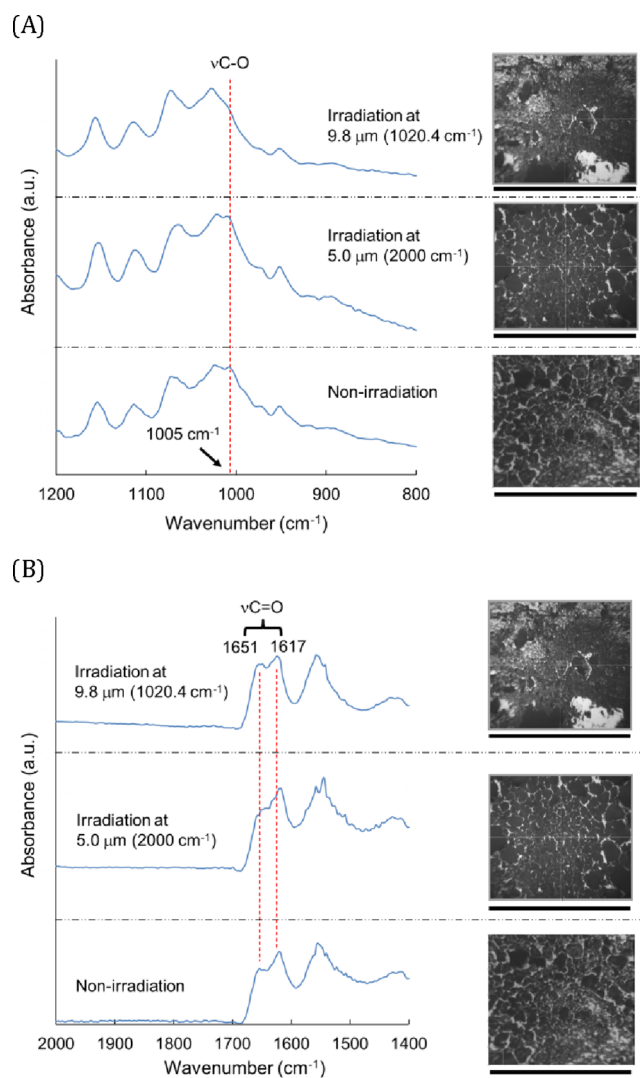 (A)
νC-O
Irradiation at
9.8 μm (1020.4 cm⁻¹)
Irradiation at
5.0 μm (2000 cm⁻¹)
Non-irradiation
1005 cm⁻¹
Absorbance (a.u.)
1200 1100 1000 900 800
Wavenumber (cm⁻¹)
(B)
νC=O
1651 1617
Irradiation at
9.8 μm (1020.4 cm⁻¹)
Irradiation at
5.0 μm (2000 cm⁻¹)
Non-irradiation
Absorbance (a.u.)
2000 1900 1800 1700 1600 1500 1400
Wavenumber (cm⁻¹)